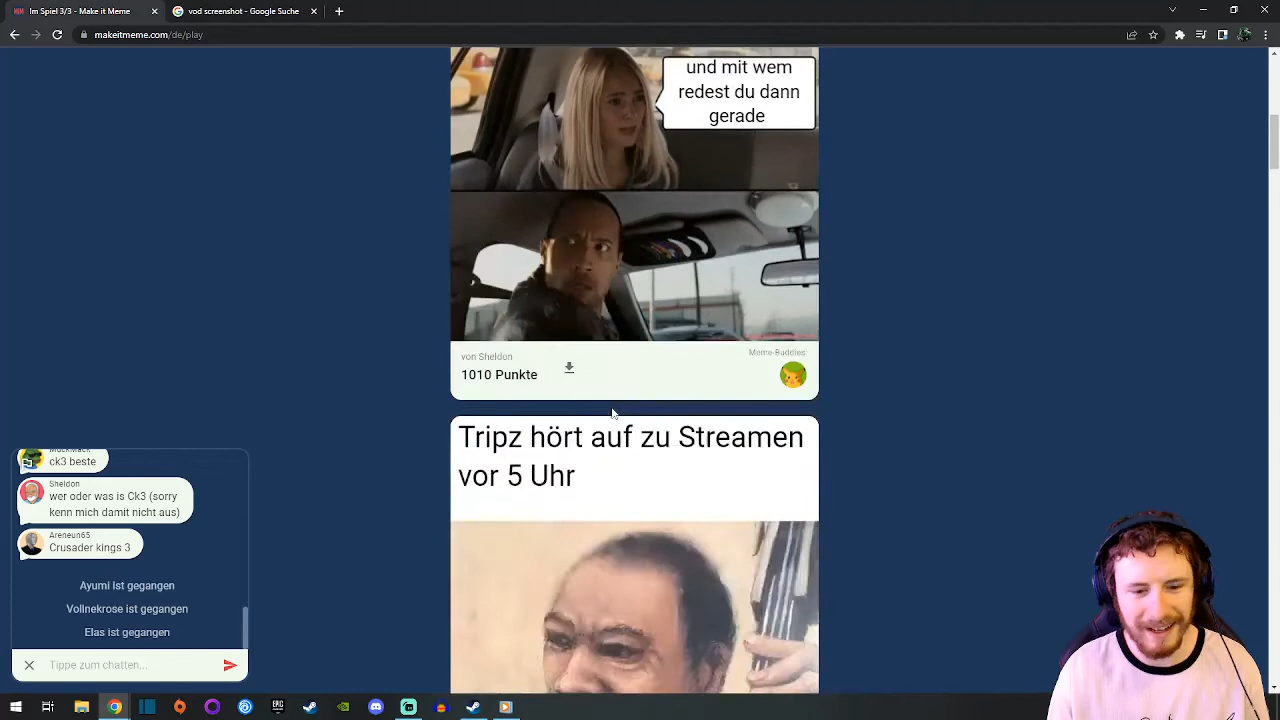 Im Spiel 3/3 - Make it Meme
vod screenshot - Google Suche
makeitmeme.com/de/play
und mit wem
redest du dann
gerade
von Sheldon
1010 Punkte
Meme-Buddies:
Tripz hört auf zu Streamen
vor 5 Uhr
ck3 beste
Sheldon
wer oder was is Ck3 (sorry
kenn mich damit nicht aus)
Areneun65
Crusader kings 3
Ayumi ist gegangen
Vollnekrose ist gegangen
Elas ist gegangen
Tippe zum chatten...
EPIC